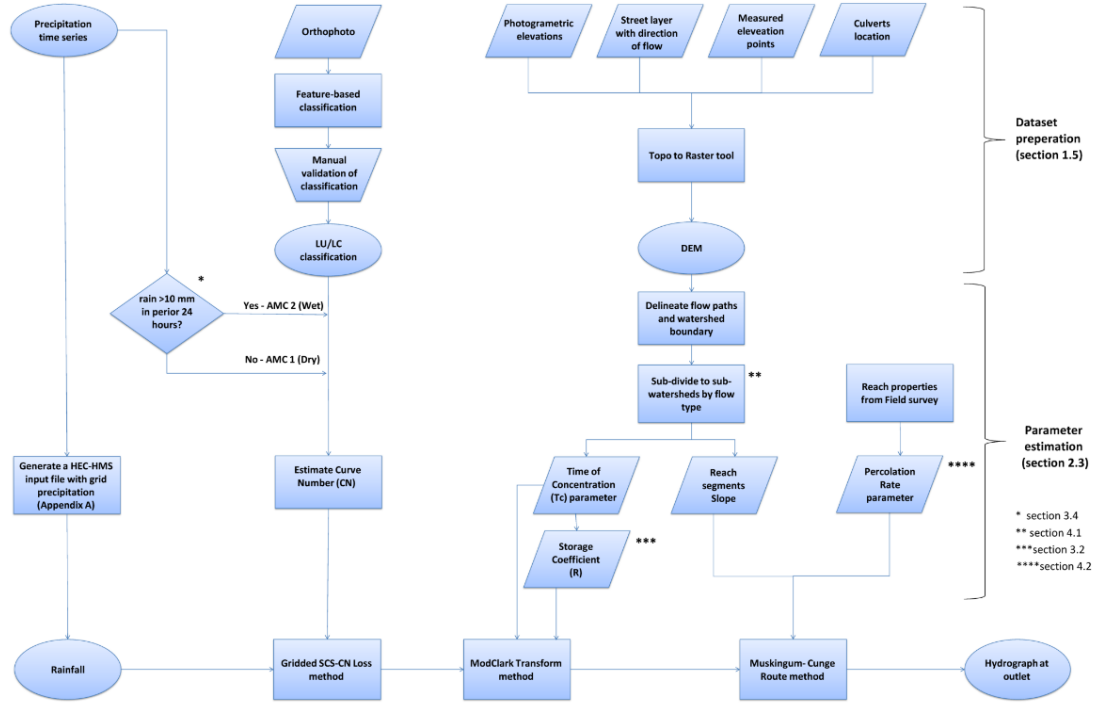 Precipitation
time series
Orthophoto
Photogrametric
elevations
Street layer
with direction
of flow
Measured
eleveation
points
Culverts
location
Feature-based
classification
Manual
validation of
classification
Topo to Raster tool
Dataset
preperation
(section 1.5)
LU/LC
classification
DEM
*
rain >10 mm
in perior 24
hours?
Yes - AMC 2 (Wet)
No - AMC 1 (Dry)
Delineate flow paths
and watershed
boundary
Sub-divide to sub-
watersheds by flow
type
**
Reach properties
from Field survey
Parameter
estimation
(section 2.3)
Generate a HEC-HMS
input file with grid
precipitation
(Appendix A)
Estimate Curve
Number (CN)
Time of
Concentration
(Tc) parameter
Reach
segments
Slope
Percolation
Rate
parameter
****
Storage
Coefficient
(R)
***
* section 3.4
** section 4.1
***section 3.2
****section 4.2
Rainfall
Gridded SCS-CN Loss
method
ModClark Transform
method
Muskingum- Cunge
Route method
Hydrograph at
outlet